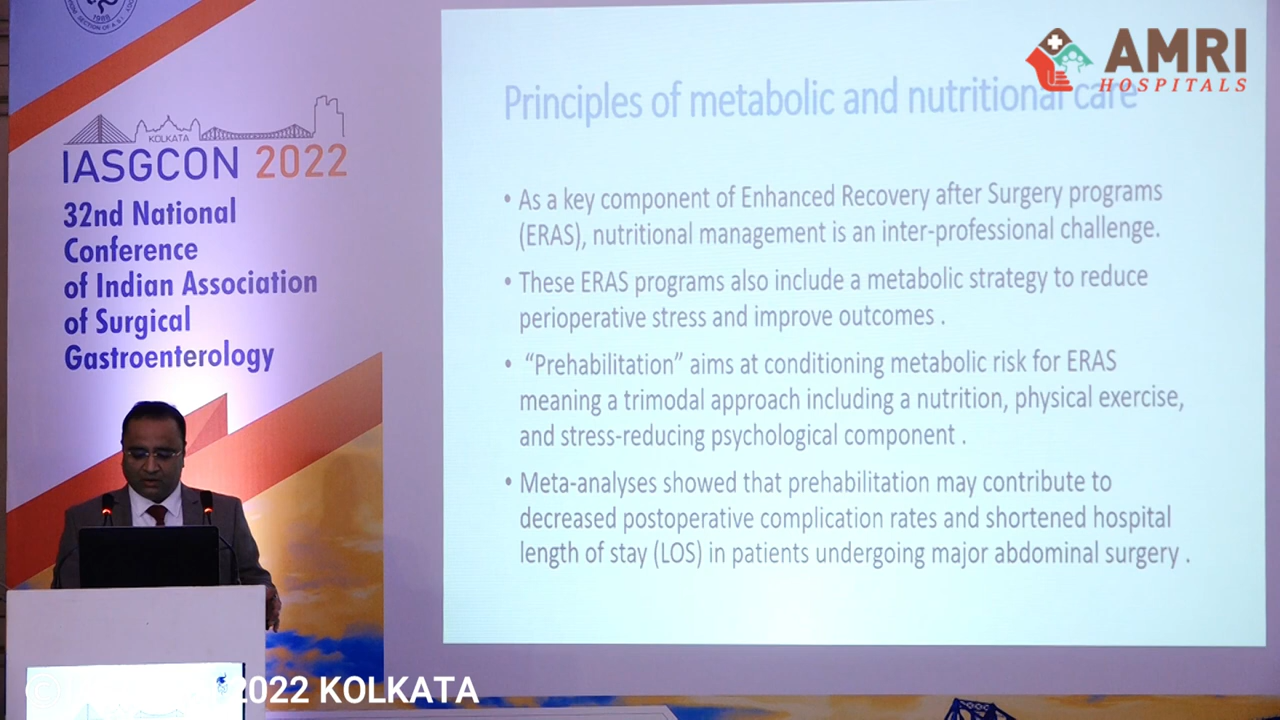 1985
KOLKATA
IASGCON 2022
32nd National
Conference
of Indian Association
of Surgical
Gastroenterology
AMRI
HOSPITALS
Principles of metabolic and nutritional care
• As a key component of Enhanced Recovery after Surgery programs
(ERAS), nutritional management is an inter-professional challenge.
• These ERAS programs also include a metabolic strategy to reduce
perioperative stress and improve outcomes .
• “Prehabilitation” aims at conditioning metabolic risk for ERAS
meaning a trimodal approach including a nutrition, physical exercise,
and stress-reducing psychological component .
• Meta-analyses showed that prehabilitation may contribute to
decreased postoperative complication rates and shortened hospital
length of stay (LOS) in patients undergoing major abdominal surgery .
2022 KOLKATA